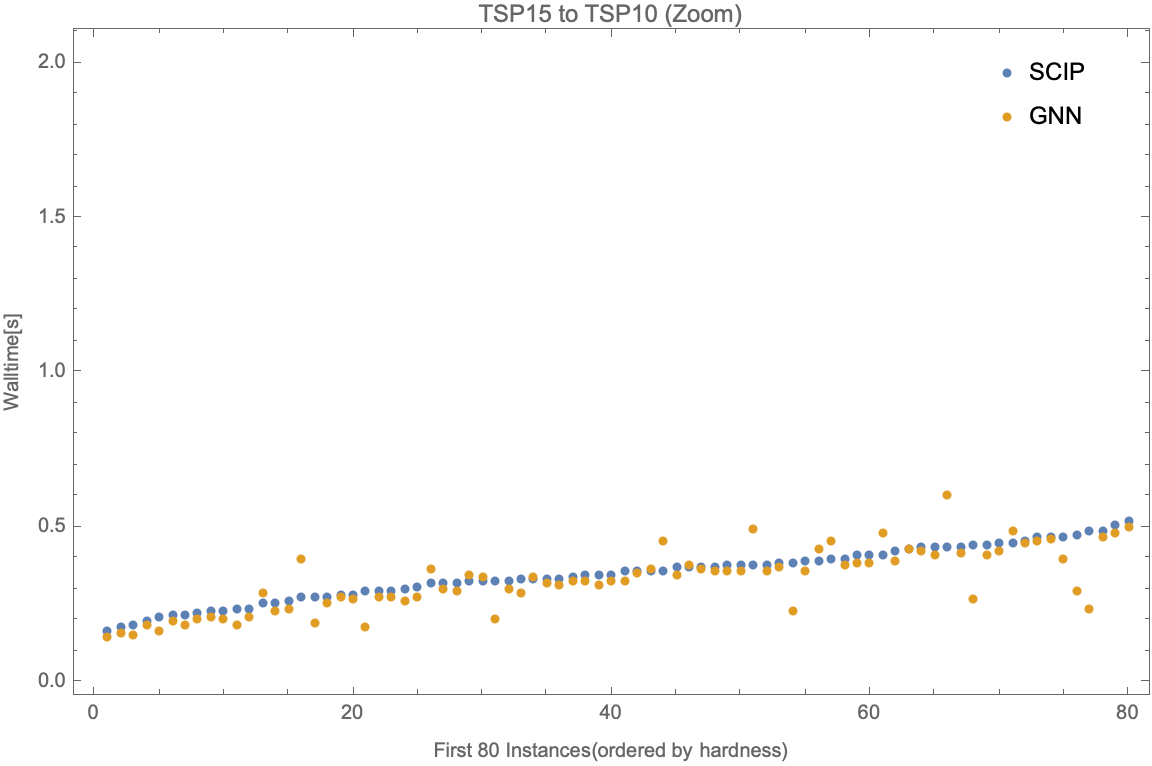 TSP15 to TSP10 (Zoom)
SCIP
GNN
Walltime[s]
2.0
1.5
1.0
0.5
0.0
0 20 40 60 80
First 80 Instances(ordered by hardness)